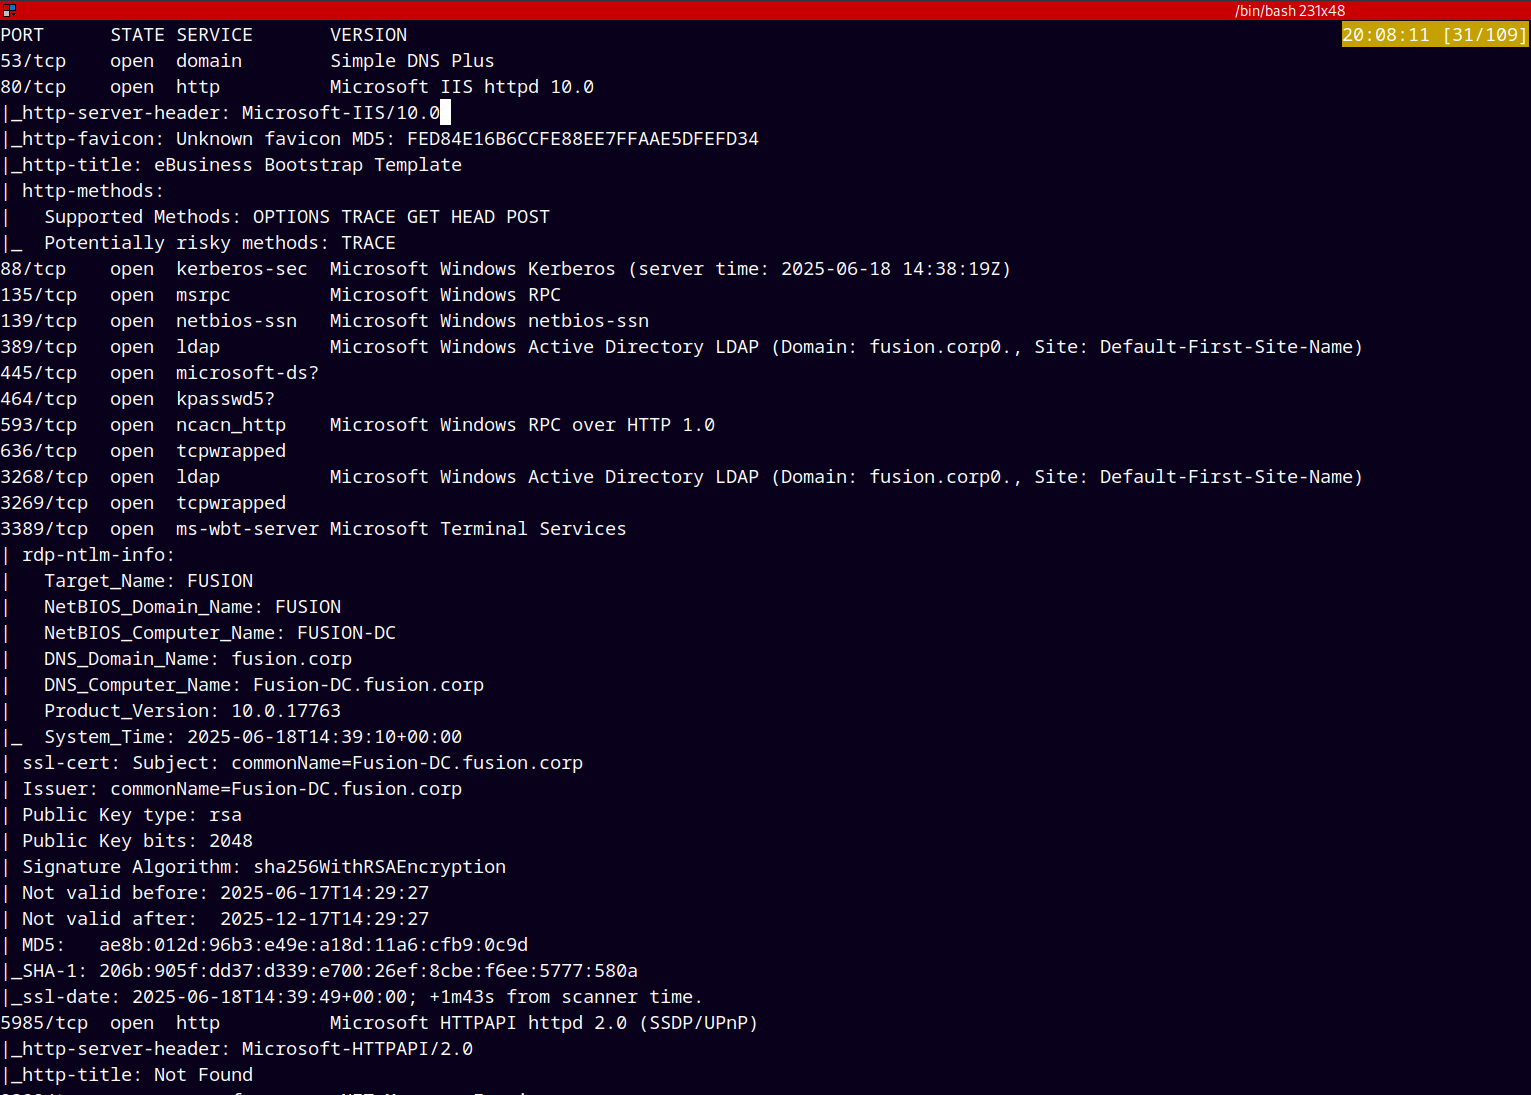 /bin/bash 231x48
PORT      STATE SERVICE       VERSION                20:08:11 [31/109]
53/tcp    open  domain        Simple DNS Plus
80/tcp    open  http          Microsoft IIS httpd 10.0
|_http-server-header: Microsoft-IIS/10.0
|_http-favicon: Unknown favicon MD5: FED84E16B6CCFE88EE7FFAAE5DFEFD34
|_http-title: eBusiness Bootstrap Template
| http-methods:
|   Supported Methods: OPTIONS TRACE GET HEAD POST
|_  Potentially risky methods: TRACE
88/tcp    open  kerberos-sec  Microsoft Windows Kerberos (server time: 2025-06-18 14:38:19Z)
135/tcp   open  msrpc         Microsoft Windows RPC
139/tcp   open  netbios-ssn   Microsoft Windows netbios-ssn
389/tcp   open  ldap          Microsoft Windows Active Directory LDAP (Domain: fusion.corp0., Site: Default-First-Site-Name)
445/tcp   open  microsoft-ds?
464/tcp   open  kpasswd5?
593/tcp   open  ncacn_http    Microsoft Windows RPC over HTTP 1.0
636/tcp   open  tcpwrapped
3268/tcp  open  ldap          Microsoft Windows Active Directory LDAP (Domain: fusion.corp0., Site: Default-First-Site-Name)
3269/tcp  open  tcpwrapped
3389/tcp  open  ms-wbt-server Microsoft Terminal Services
| rdp-ntlm-info:
|   Target_Name: FUSION
|   NetBIOS_Domain_Name: FUSION
|   NetBIOS_Computer_Name: FUSION-DC
|   DNS_Domain_Name: fusion.corp
|   DNS_Computer_Name: Fusion-DC.fusion.corp
|   Product_Version: 10.0.17763
|_  System_Time: 2025-06-18T14:39:10+00:00
| ssl-cert: Subject: commonName=Fusion-DC.fusion.corp
| Issuer: commonName=Fusion-DC.fusion.corp
| Public Key type: rsa
| Public Key bits: 2048
| Signature Algorithm: sha256WithRSAEncryption
| Not valid before: 2025-06-17T14:29:27
| Not valid after:  2025-12-17T14:29:27
| MD5:   ae8b:012d:96b3:e49e:a18d:11a6:cfb9:0c9d
|_SHA-1: 206b:905f:dd37:d339:e700:26ef:8cbe:f6ee:5777:580a
|_ssl-date: 2025-06-18T14:39:49+00:00; +1m43s from scanner time.
5985/tcp  open  http          Microsoft HTTPAPI httpd 2.0 (SSDP/UPnP)
|_http-server-header: Microsoft-HTTPAPI/2.0
|_http-title: Not Found